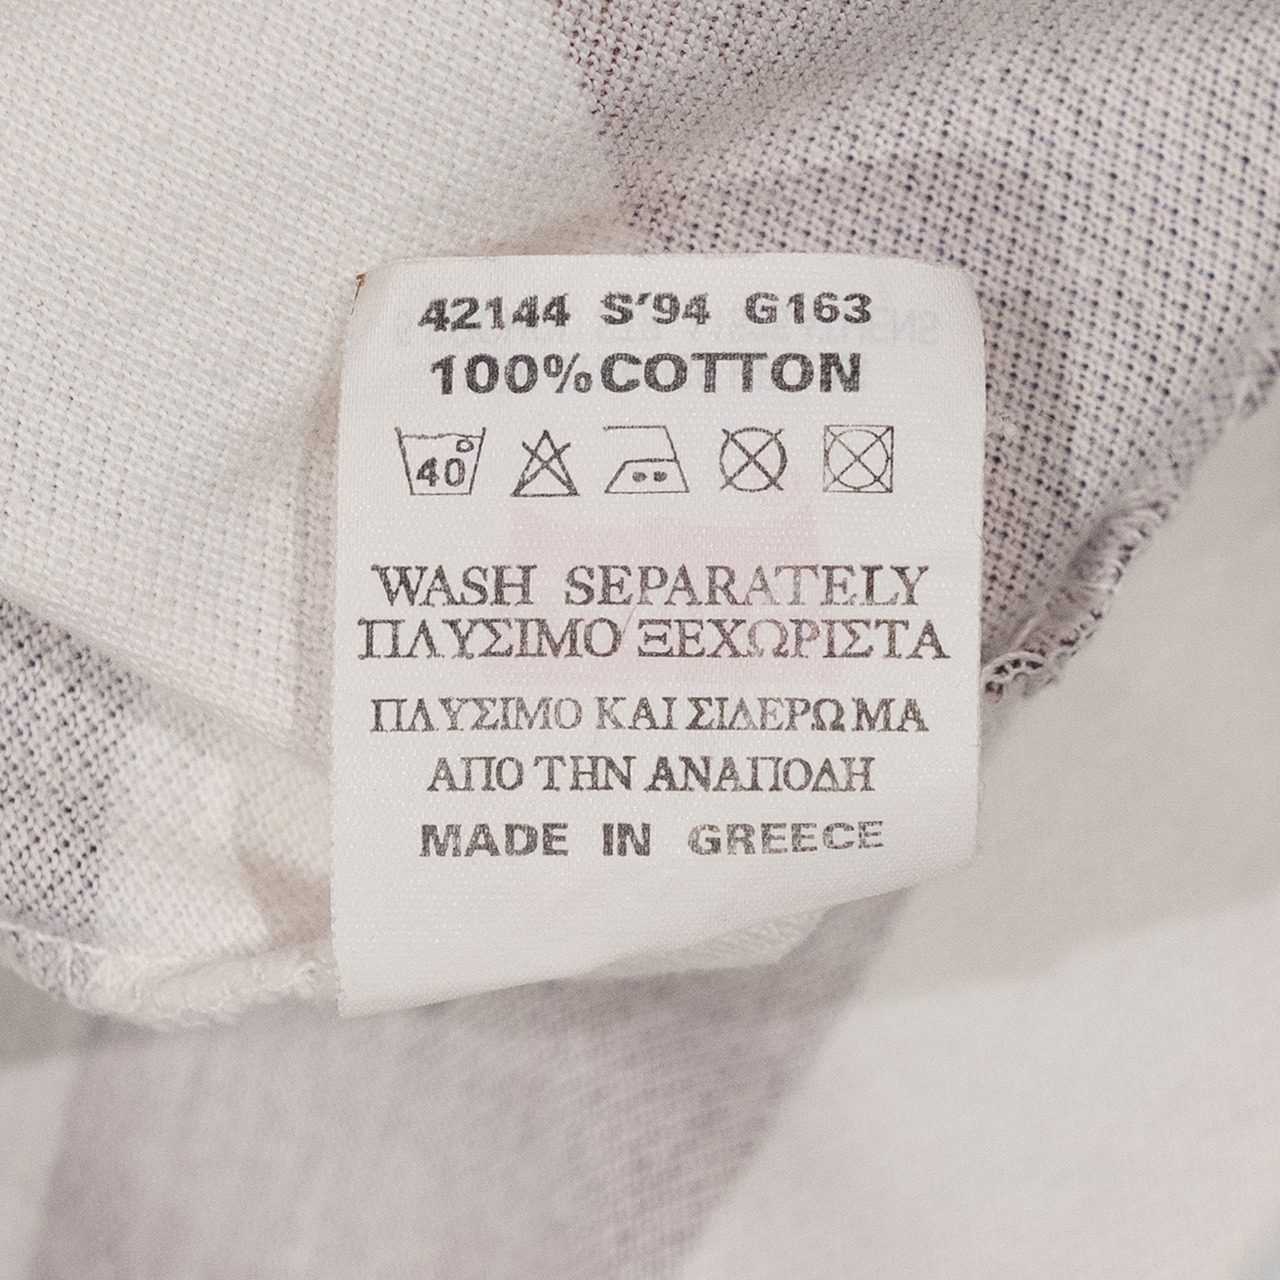 42144 S'94 G163
100%COTTON
40
WASH SEPARATELY
ΠΛΥΣΙΜΟ ΞΕΧΩΡΙΣΤΑ
ΠΛΥΣΙΜΟ ΚΑΙ ΣΙΔΕΡΩΜΑ
ΑΠΟ ΤΗΝ ΑΝΑΠΟΔΗ
MADE IN GREECE